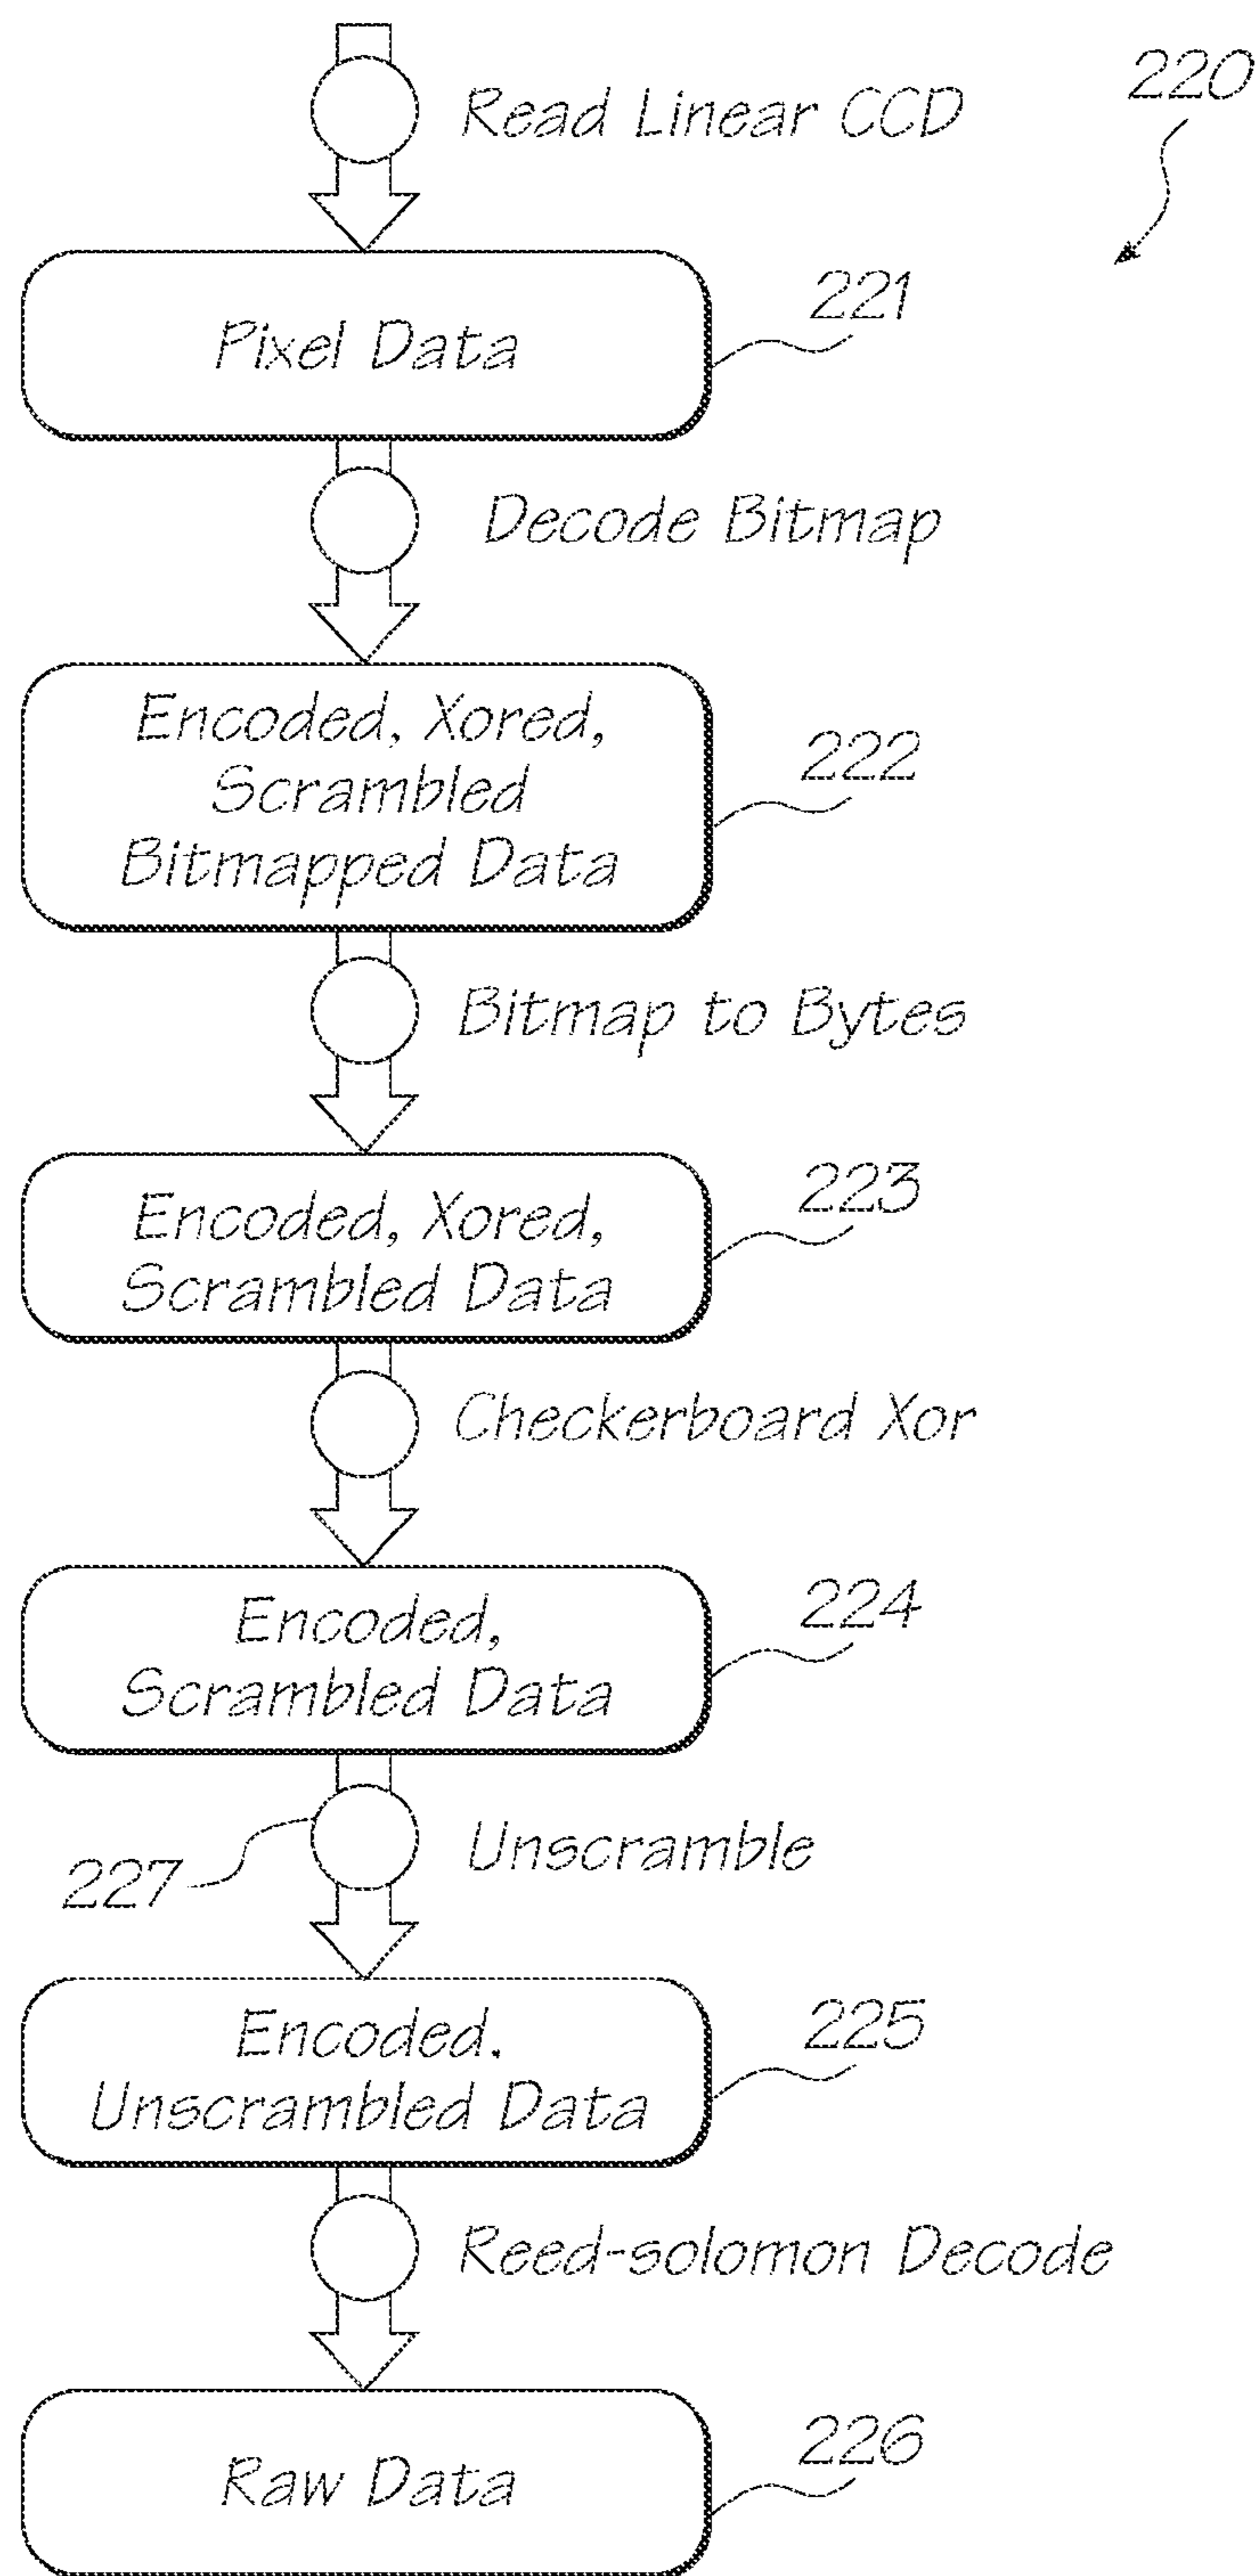 220
Read Linear CCD
221
Pixel Data
Decode Bitmap
Encoded, Xored,
Scrambled
Bitmapped Data
222
Bitmap to Bytes
223
Encoded, Xored,
Scrambled Data
Checkerboard Xor
224
Encoded,
Scrambled Data
Unscramble
227
225
Encoded.
Unscrambled Data
Reed-solomon Decode
226
Raw Data